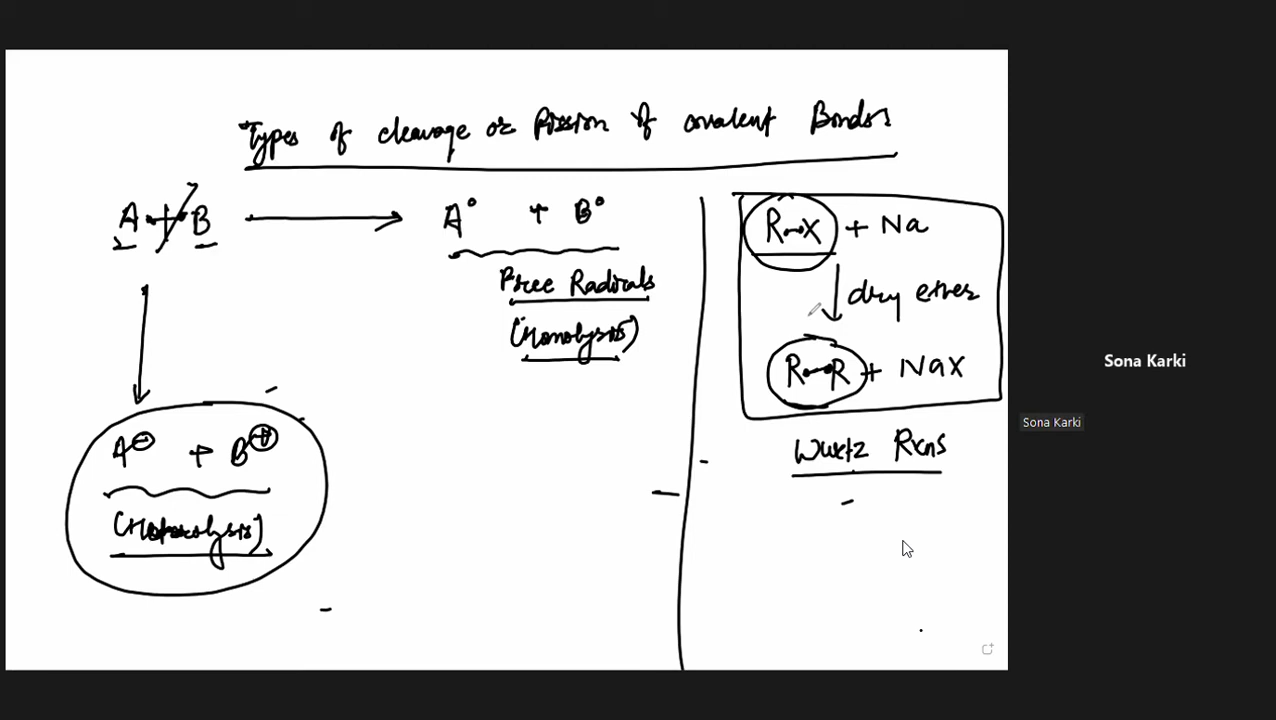 Types of cleavage or Fission of covalent Bonds
A + B
A° + B°
Free Radicals
(Homolysis)
A⊖ + B⊕
(Heterolysis)
R-X + Na
dry ether
R-R + NaX
Wurtz Rxns
Sona Karki
Sona Karki